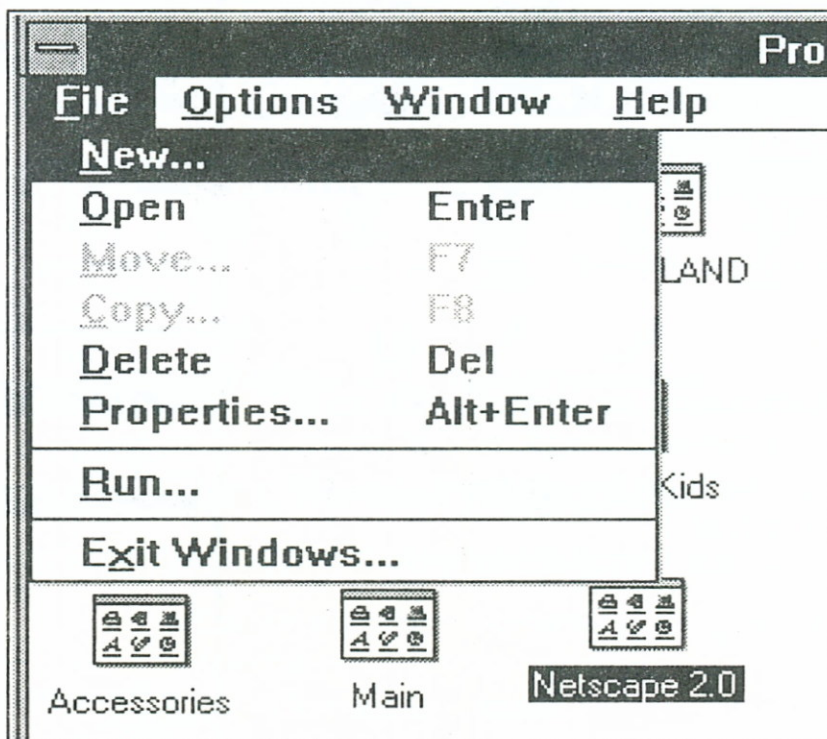 Pro
File Options Window Help
New...
Open Enter
Move... F7
Copy... F8
Delete Del
Properties... Alt+Enter
Run...
Exit Windows...
LAND
Kids
Accessories
Main
Netscape 2.0